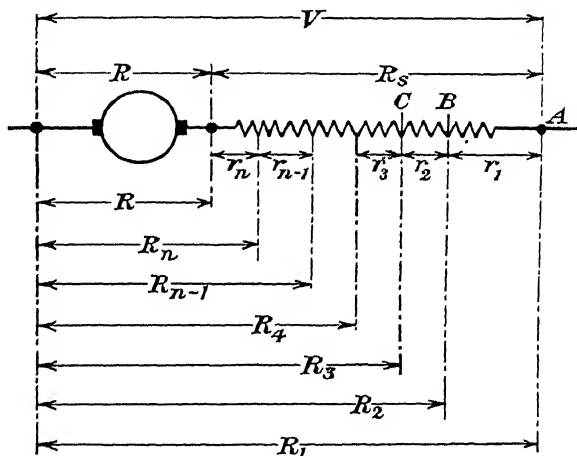 V
R R_s
C B A
r_n r_{n-1} r_3 r_2 r_1
R
R_n
R_{n-1}
R_4
R_3
R_2
R_1